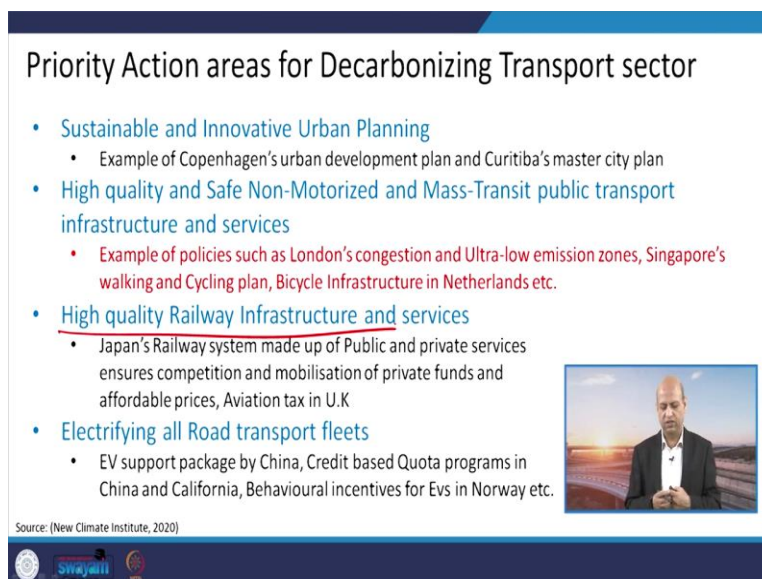 Priority Action areas for Decarbonizing Transport sector
• Sustainable and Innovative Urban Planning
• Example of Copenhagen's urban development plan and Curitiba's master city plan
• High quality and Safe Non-Motorized and Mass-Transit public transport
infrastructure and services
• Example of policies such as London's congestion and Ultra-low emission zones, Singapore's
walking and Cycling plan, Bicycle Infrastructure in Netherlands etc.
• High quality Railway Infrastructure and services
• Japan's Railway system made up of Public and private services
ensures competition and mobilisation of private funds and
affordable prices, Aviation tax in U.K
• Electrifying all Road transport fleets
• EV support package by China, Credit based Quota programs in
China and California, Behavioural incentives for Evs in Norway etc.
Source: (New Climate Institute, 2020)
swayam